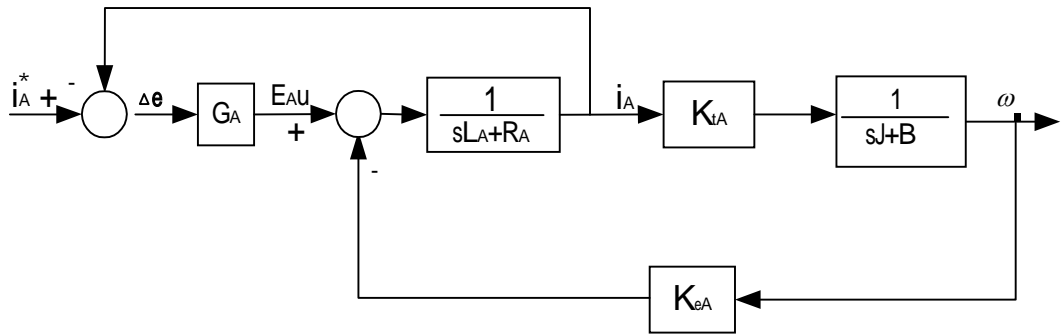 i*A + -
Δe
GA
EAu
+
-
1
sLA+RA
iA
KtA
1
sJ+B
ω
KeA